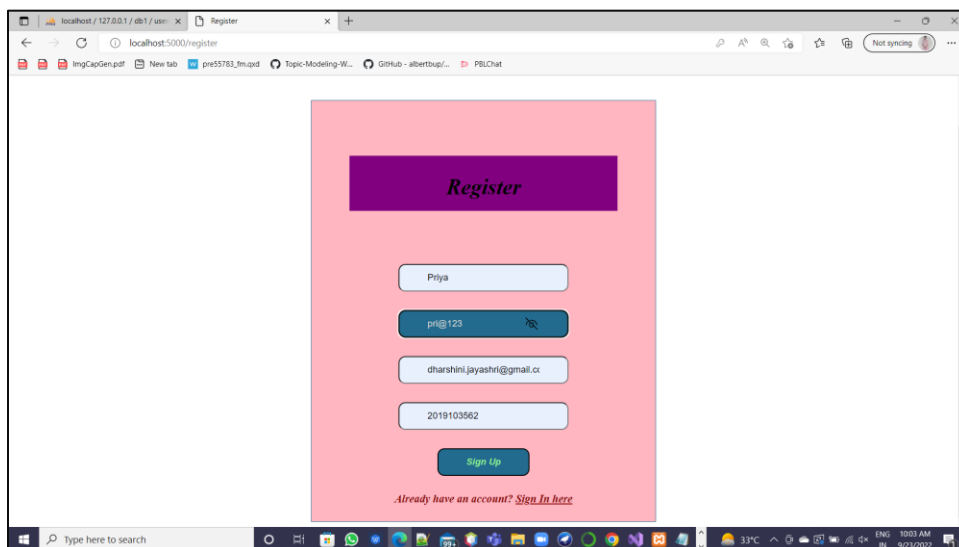 localhost / 127.0.0.1 / db1 / user
Register
localhost:5000/register
Not syncing
ImgCapGen.pdf
New tab
pre55783_fm.qxd
Topic-Modeling-W...
GitHub - albertbup/...
PBLChat
Register
Priya
pri@123
dharshini.jayashri@gmail.cc
2019103562
Sign Up
Already have an account? Sign In here
Type here to search
99+
33°C
ENG
IN
10:03 AM
9/23/2022